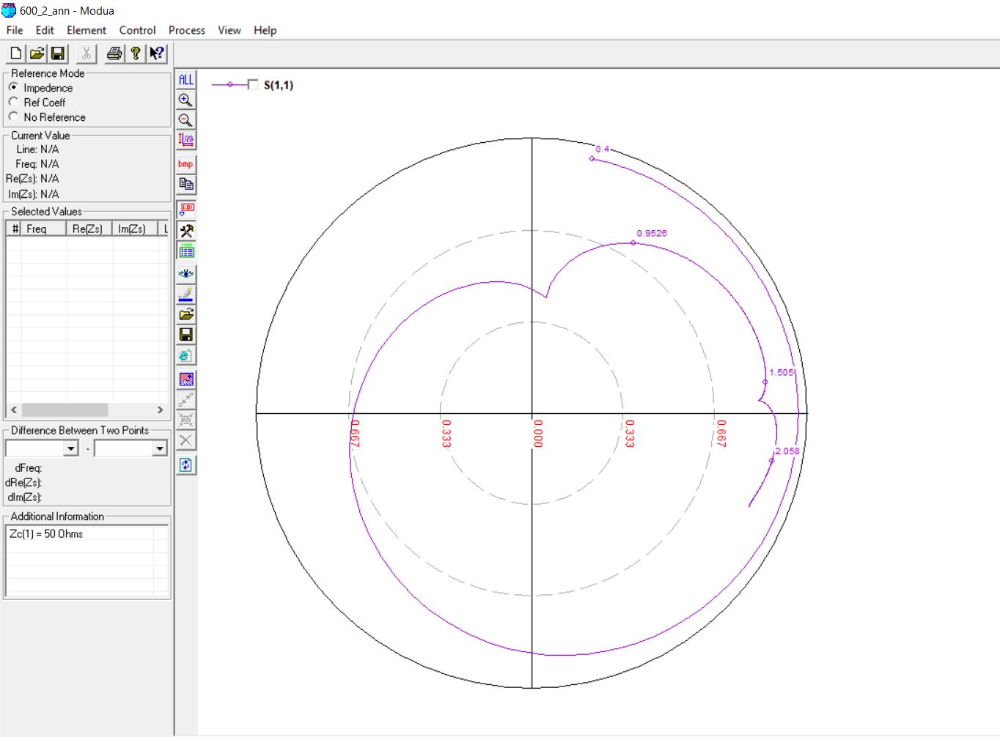 600_2_ann - Modua
File Edit Element Control Process View Help
Reference Mode
Impedence
Ref Coeff
No Reference
Current Value
Line: N/A
Freq: N/A
Re(Zs): N/A
Im(Zs): N/A
Selected Values
# Freq Re(Zs) Im(Zs) L
Difference Between Two Points
-
dFreq:
dRe(Zs):
dIm(Zs):
Additional Information
Zc(1) = 50 Ohms
ALL
bmp
1.01
S(1,1)
0.4
0.9526
1.505
2.058
0.667 0.333 0.000 0.333 0.667